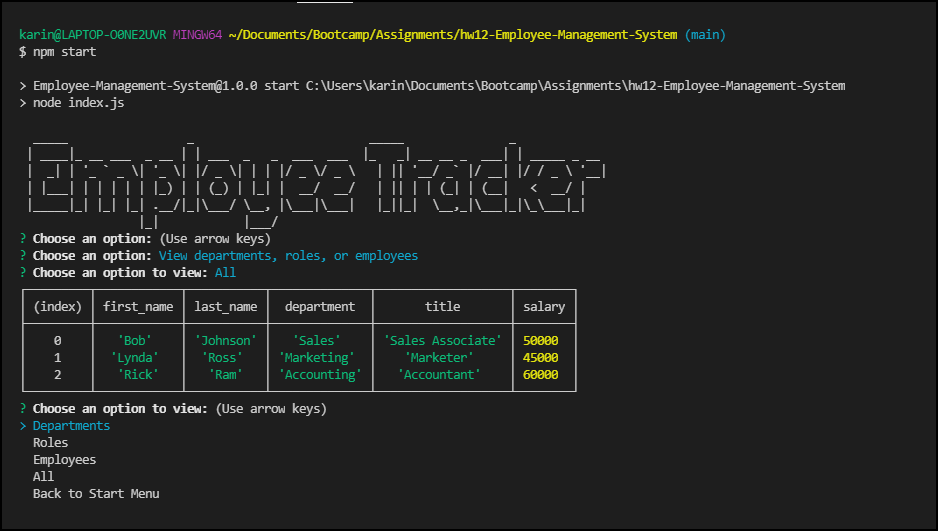 karin@LAPTOP-O0NE2UVR MINGW64 ~/Documents/Bootcamp/Assignments/hw12-Employee-Management-System (main)
$ npm start
> Employee-Management-System@1.0.0 start C:\Users\karin\Documents\Bootcamp\Assignments\hw12-Employee-Management-System
> node index.js
Employee Tracker
? Choose an option: (Use arrow keys)
? Choose an option: View departments, roles, or employees
? Choose an option to view: All
(index) first_name last_name department title salary
0 'Bob' 'Johnson' 'Sales' 'Sales Associate' 50000
1 'Lynda' 'Ross' 'Marketing' 'Marketer' 45000
2 'Rick' 'Ram' 'Accounting' 'Accountant' 60000
? Choose an option to view: (Use arrow keys)
> Departments
Roles
Employees
All
Back to Start Menu